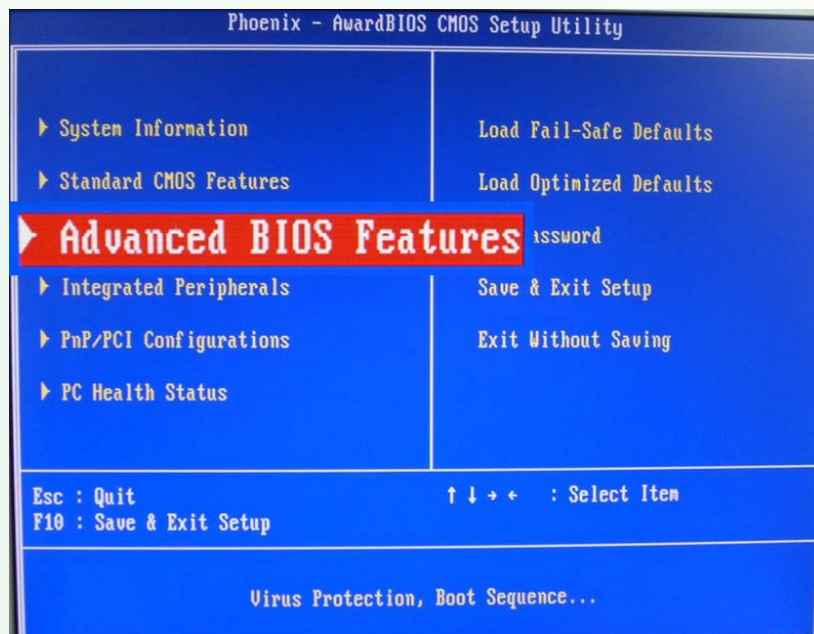 Phoenix - AwardBIOS CMOS Setup Utility
System Information
Standard CMOS Features
Advanced BIOS Features
Integrated Peripherals
PnP/PCI Configurations
PC Health Status
Load Fail-Safe Defaults
Load Optimized Defaults
assword
Save & Exit Setup
Exit Without Saving
Esc : Quit
F10 : Save & Exit Setup
↑ ↓ → ← : Select Item
Virus Protection, Boot Sequence...